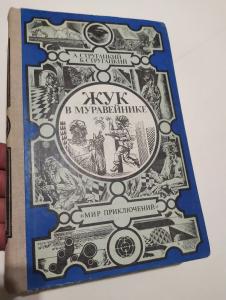 А. СТРУГАЦКИЙ
Б. СТРУГАЦКИЙ
ЖУК
В МУРАВЕЙНИКЕ
«МИР ПРИКЛЮЧЕНИЙ»